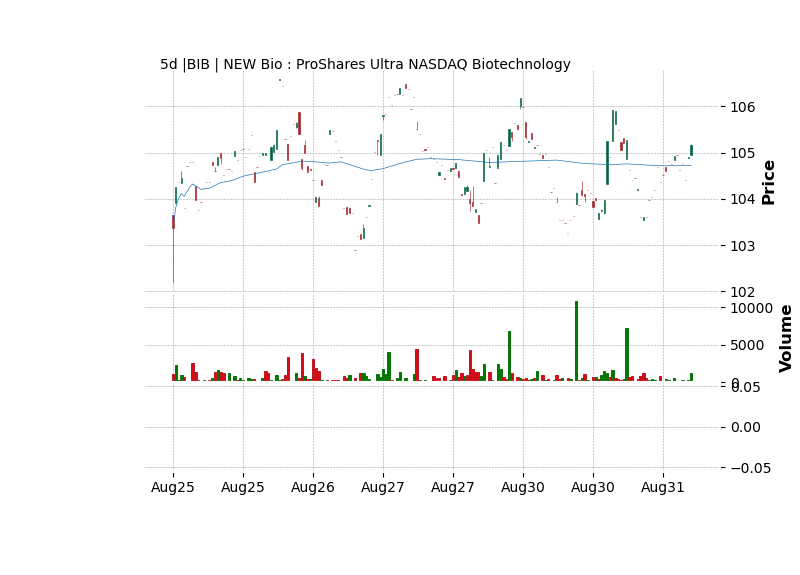 5d |BIB | NEW Bio : ProShares Ultra NASDAQ Biotechnology
106
105
104
103
102
Price
10000
5000
0
Volume
0.05
0.00
−0.05
Aug25 Aug25 Aug26 Aug27 Aug27 Aug30 Aug30 Aug31